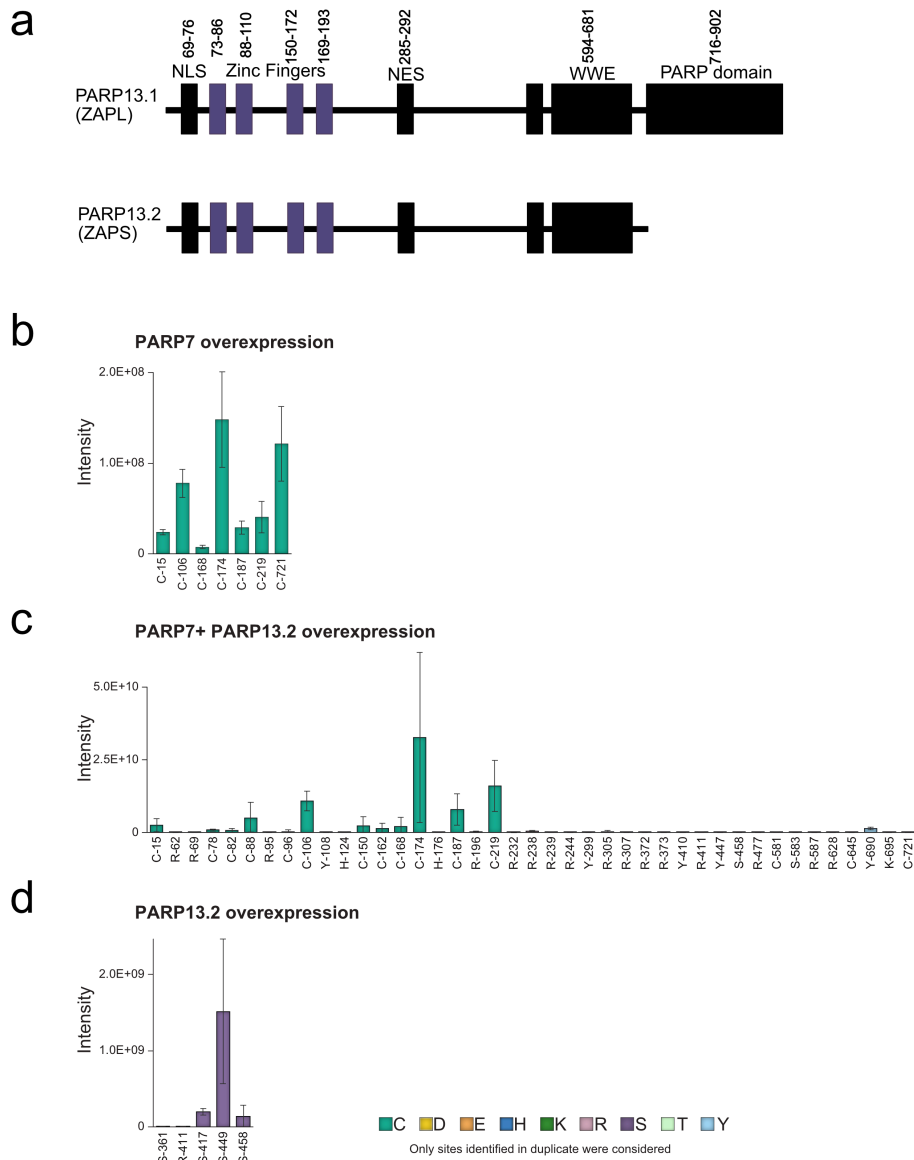 a
69-76
73-86
88-110
150-172
169-193
285-292
594-681
716-902
NLS
Zinc Fingers
NES
WWE
PARP domain
PARP13.1
(ZAPL)
PARP13.2
(ZAPS)
b
PARP7 overexpression
Intensity
2.0E+08
1.0E+08
0
C-15
C-106
C-168
C-174
C-187
C-219
C-721
c
PARP7+ PARP13.2 overexpression
Intensity
5.0E+10
2.5E+10
0
C-15
R-62
R-69
C-78
C-82
C-88
R-95
C-96
C-106
Y-108
H-124
C-150
C-162
C-168
C-174
H-176
C-187
R-196
C-219
R-232
R-238
R-239
R-244
Y-299
R-305
R-307
R-372
R-373
Y-410
R-411
Y-447
S-458
R-477
C-581
S-583
R-587
R-628
C-645
Y-690
K-695
C-721
d
PARP13.2 overexpression
Intensity
2.0E+09
1.0E+09
0
S-361
R-411
S-417
S-449
S-458
C D E H K R S T Y
Only sites identified in duplicate were considered